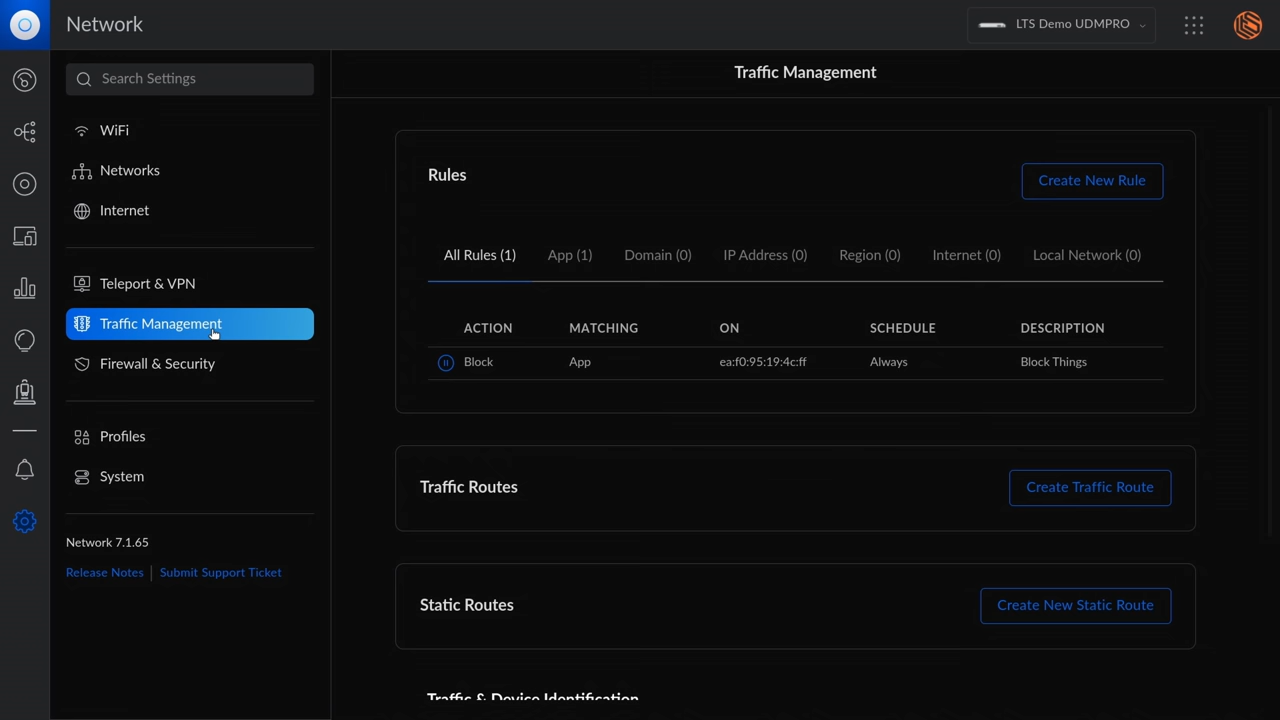 Network
LTS Demo UDMPRO
Search Settings
WiFi
Networks
Internet
Teleport & VPN
Traffic Management
Firewall & Security
Profiles
System
Network 7.1.65
Release Notes | Submit Support Ticket
Traffic Management
Rules
Create New Rule
All Rules (1) App (1) Domain (0) IP Address (0) Region (0) Internet (0) Local Network (0)
ACTION MATCHING ON SCHEDULE DESCRIPTION
Block App ea:f0:95:19:4c:ff Always Block Things
Traffic Routes
Create Traffic Route
Static Routes
Create New Static Route
Traffic & Device Identification